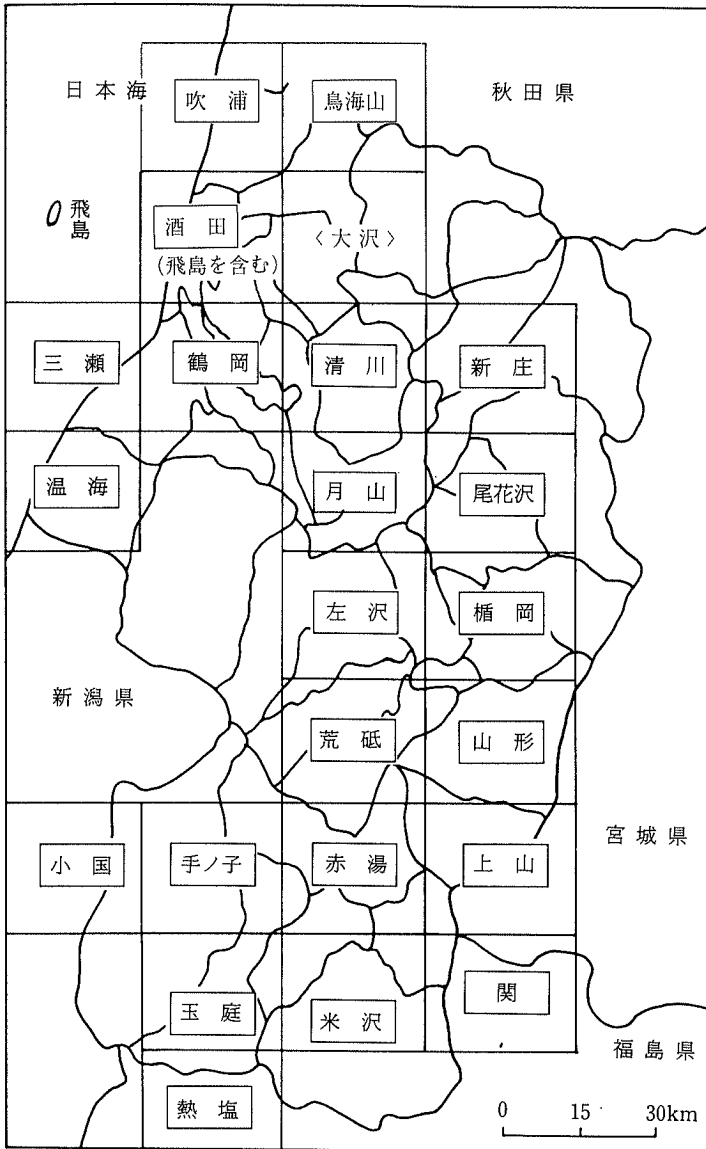 日本海
秋田県
吹浦
鳥海山
飛島
酒田
(飛島を含む)
〈大沢〉
三瀬
鶴岡
清川
新庄
温海
月山
尾花沢
左沢
楯岡
新潟県
荒砥
山形
宮城県
小国
手ノ子
赤湯
上山
玉庭
米沢
関
福島県
熱塩
0 15 30km